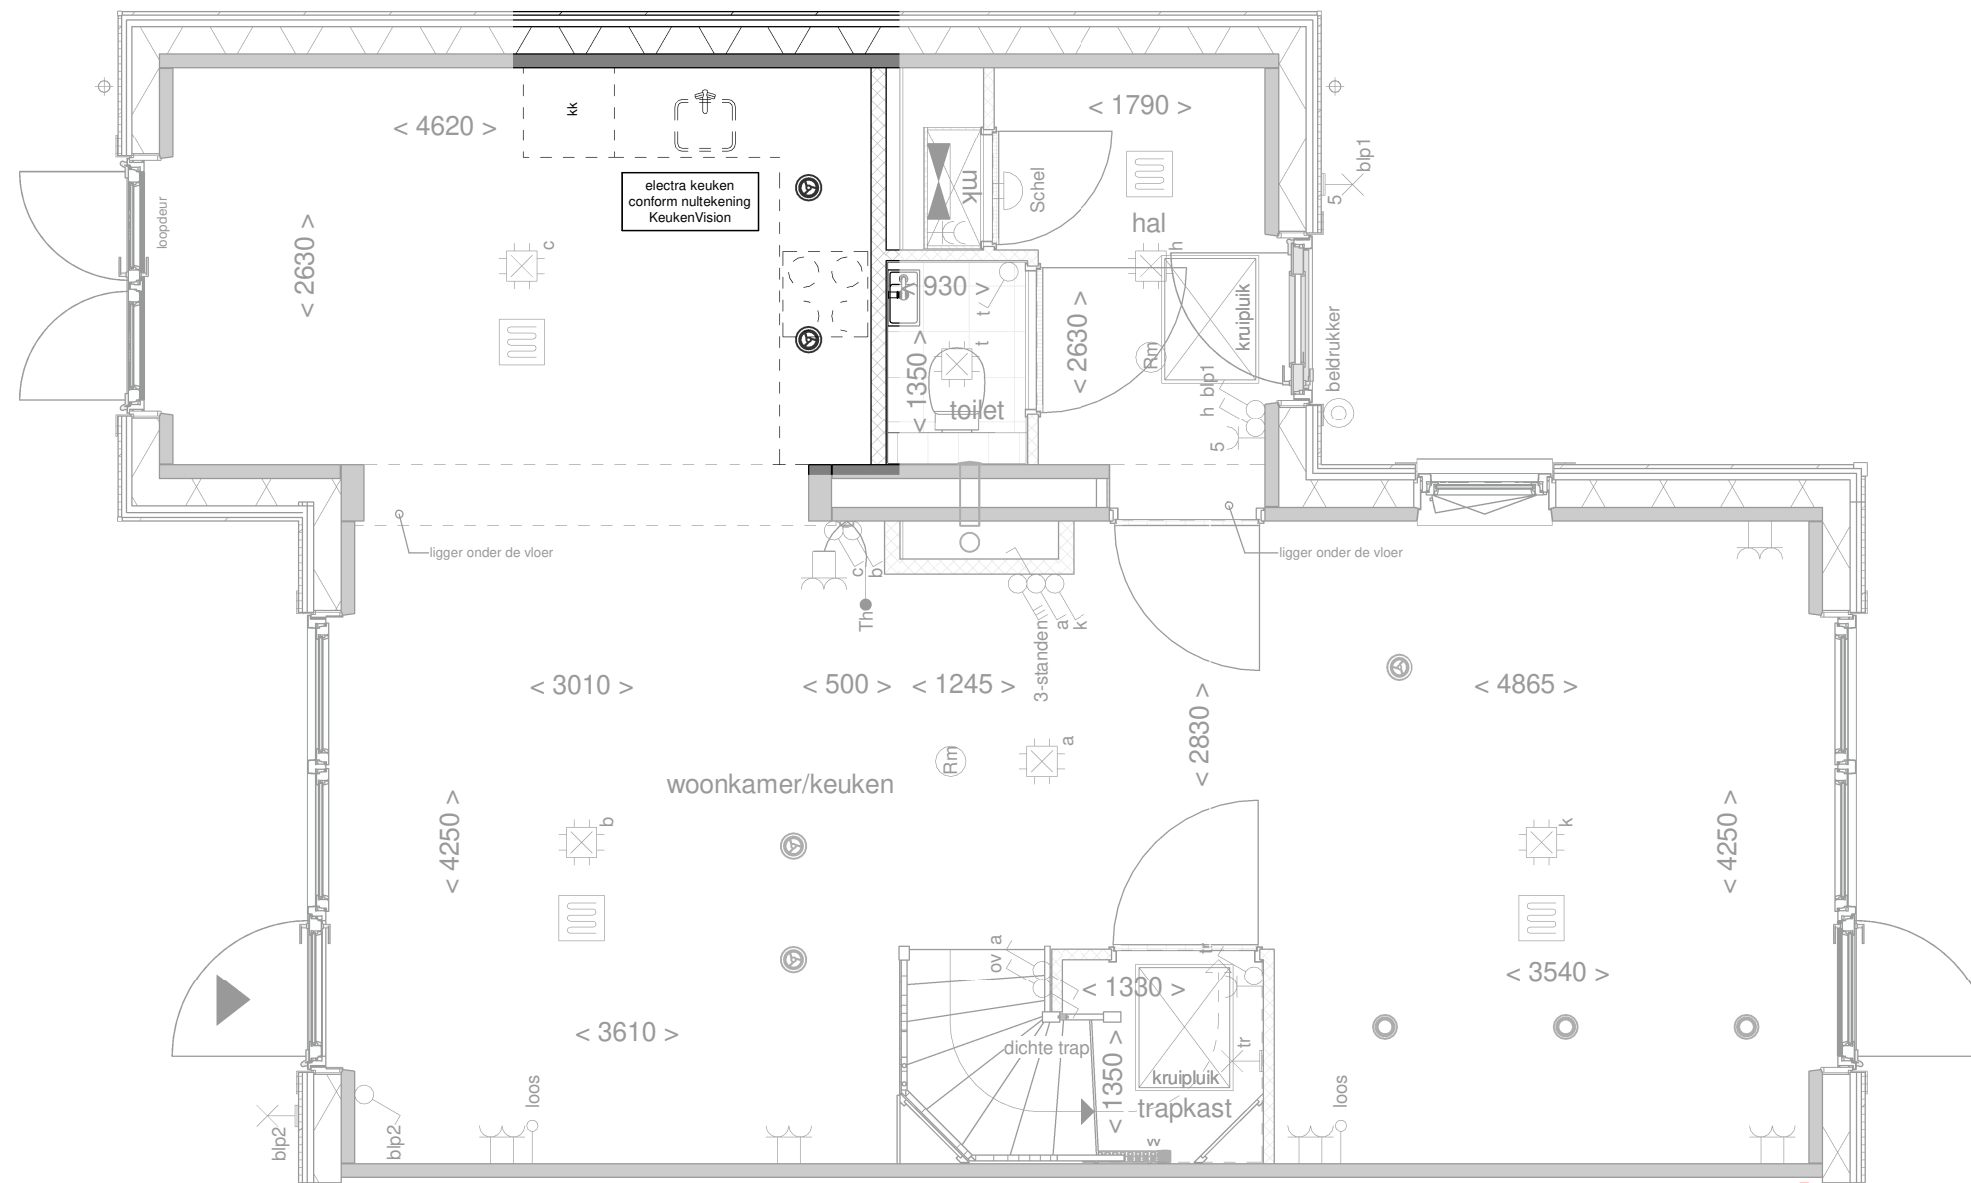 < 4620 >
kk
< 1790 >
electra keuken
conform nultekening
KeukenVision
mk
Schel
blp1
5
loopdeur
< 2630 >
c
hal
h
< 930 >
t
t
< 2630 >
Rm
kruipluik
beldrukker
< 1350 >
toilet
h blp1
5
ligger onder de vloer
c
b
Th
ligger onder de vloer
3-standen
a
k
< 3010 >
< 500 >
< 1245 >
< 2830 >
< 4865 >
Rm
a
woonkamer/keuken
< 4250 >
b
k
< 4250 >
ov a
tr
< 1330 >
< 3540 >
< 3610 >
dichte trap
< 1350 >
tr
kruipluik
trapkast
vv
loos
loos
blp2
blp2